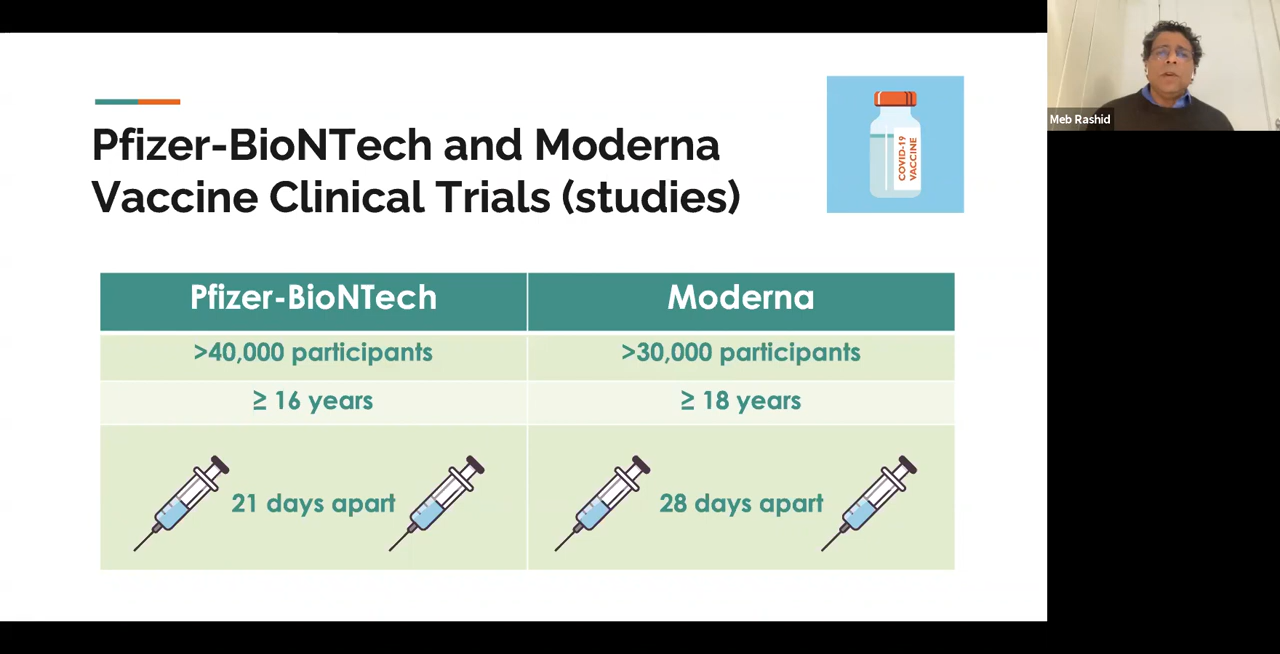 Pfizer-BioNTech and Moderna
Vaccine Clinical Trials (studies)
COVID-19
VACCINE
Meb Rashid
Pfizer-BioNTech
Moderna
>40,000 participants
>30,000 participants
≥ 16 years
≥ 18 years
21 days apart
28 days apart